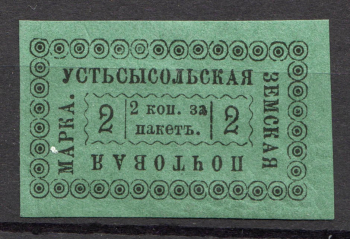 УСТЬСЫСОЛЬСКАЯ
ЗЕМСКАЯ
ПОЧТОВАЯ
МАРКА.
2
2 коп. за
пакетъ.
2